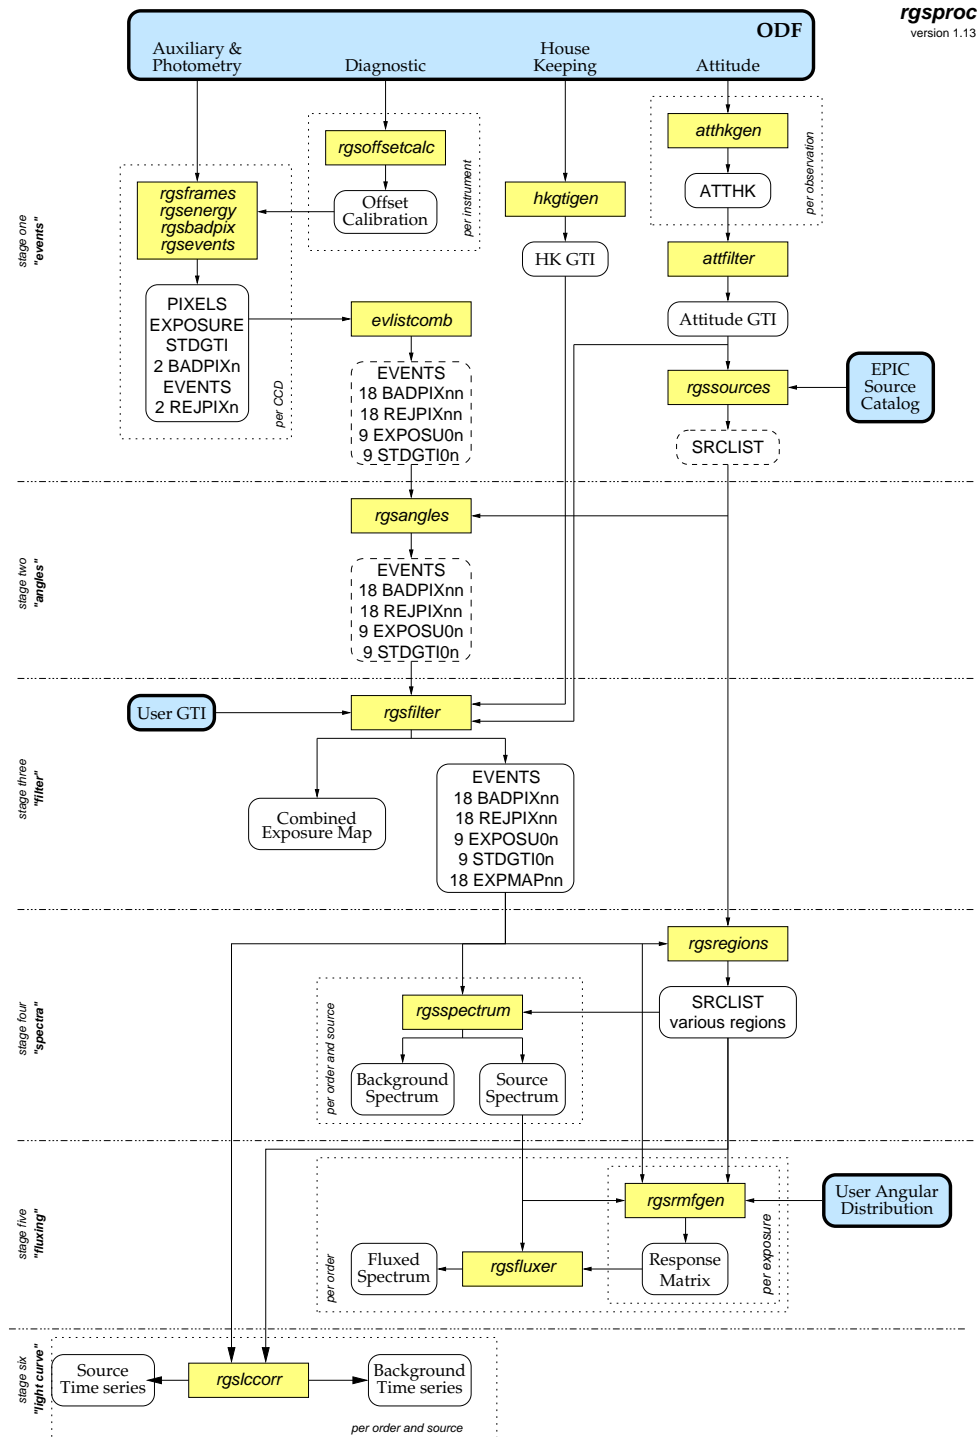 rgsproc
version 1.13
ODF
Auxiliary &
Photometry
Diagnostic
House
Keeping
Attitude
stage one
"events"
rgsoffsetcalc
Offset
Calibration
per instrument
atthkgen
ATTHK
per observation
rgsframes
rgsenergy
rgsbadpix
rgsevents
hkgtigen
HK GTI
attfilter
Attitude GTI
PIXELS
EXPOSURE
STDGTI
2 BADPIXn
EVENTS
2 REJPIXn
per CCD
evlistcomb
EVENTS
18 BADPIXnn
18 REJPIXnn
9 EXPOSU0n
9 STDGTI0n
rgssources
EPIC
Source
Catalog
SRCLIST
stage two
"angles"
rgsangles
EVENTS
18 BADPIXnn
18 REJPIXnn
9 EXPOSU0n
9 STDGTI0n
stage three
"filter"
User GTI
rgsfilter
Combined
Exposure Map
EVENTS
18 BADPIXnn
18 REJPIXnn
9 EXPOSU0n
9 STDGTI0n
18 EXPMAPnn
stage four
"spectra"
rgsregions
SRCLIST
various regions
rgsspectrum
Background
Spectrum
Source
Spectrum
per order and source
stage five
"fluxing"
rgsrmfgen
User Angular
Distribution
Response
Matrix
per exposure
rgsfluxer
Fluxed
Spectrum
per order
stage six
"light curve"
Source
Time series
rgslccorr
Background
Time series
per order and source